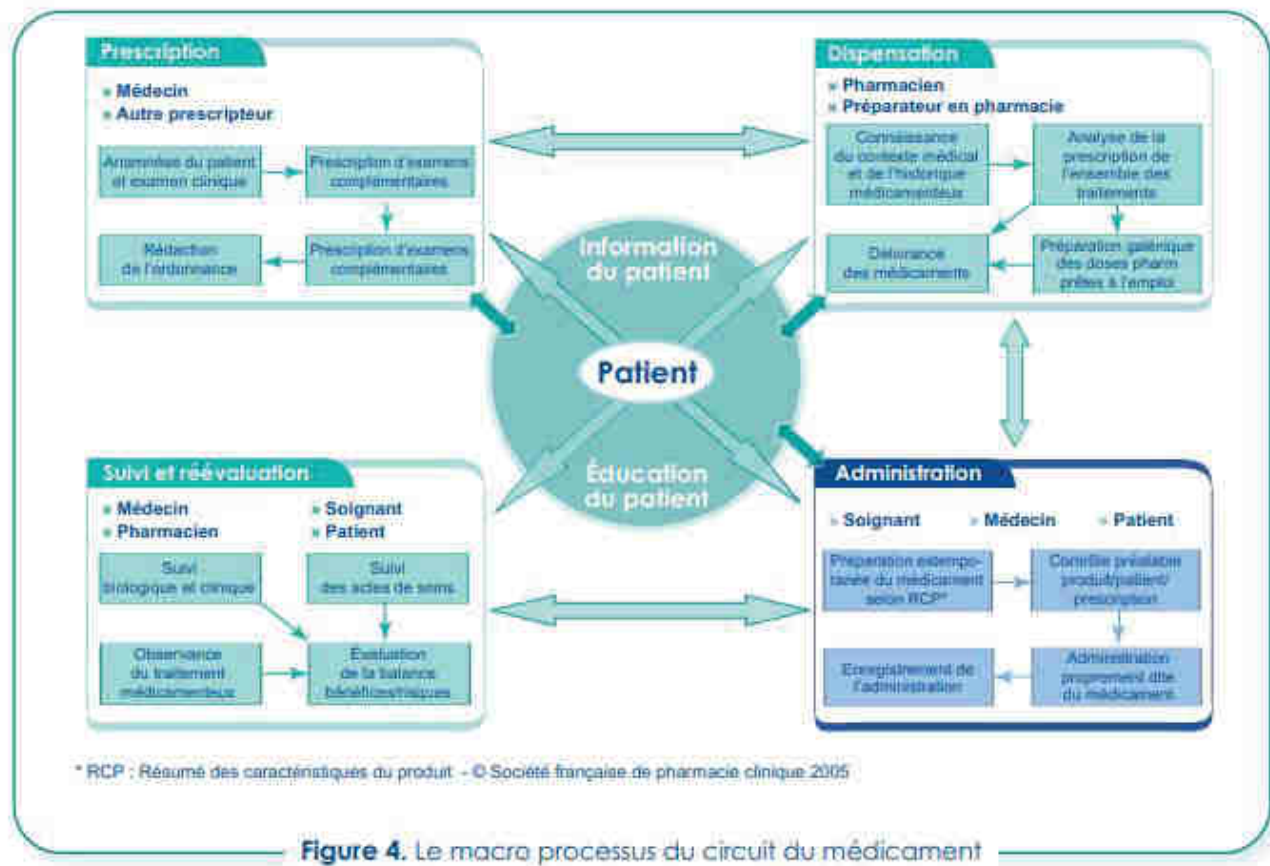 Prescription
» Médecin
» Autre prescripteur
Anamnèse du patient
et examen clinique
Prescription d'examens
complémentaires
Prescription d'examens
complémentaires
Rédaction
de l'ordonnance
Dispensation
» Pharmacien
» Préparateur en pharmacie
Connaissance
du contexte médical
et de l'historique
médicamenteux
Analyse de la
prescription de
l'ensemble des
traitements
Délivrance
des médicaments
Préparation galénique
des doses pharm
prêtes à l'emploi
Information
du patient
Patient
Éducation
du patient
Suivi et réévaluation
» Médecin
» Pharmacien
» Soignant
» Patient
Suivi
biologique et clinique
Suivi
des actes de soins
Observance
du traitement
médicamenteux
Évaluation
de la balance
bénéfices/risques
Administration
» Soignant
» Médecin
» Patient
Préparation extempo-
ranée du médicament
selon RCP*
Contrôle préalable
produit/patient/
prescription
Enregistrement de
l'administration
Administration
proprement dite
du médicament
* RCP : Résumé des caractéristiques du produit - © Société française de pharmacie clinique 2005
Figure 4. Le macro processus du circuit du médicament